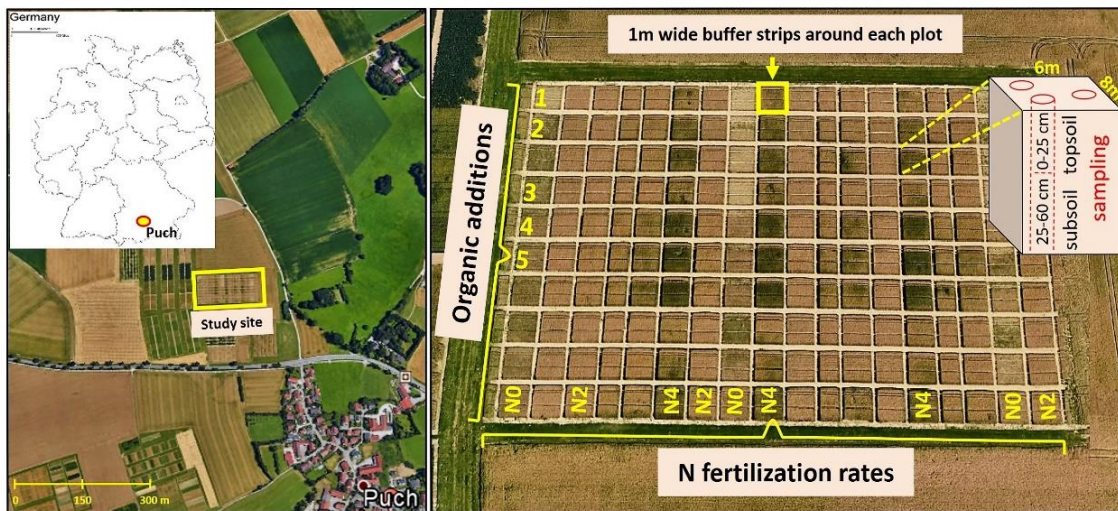 Germany
Puch
Study site
0
150
300 m
Puch
1m wide buffer strips around each plot
6m
8m
0-25 cm
topsoil
25-60 cm
subsoil
sampling
Organic additions
1
2
3
4
5
N0
N2
N4
N2
N0
N4
N4
N0
N2
N fertilization rates